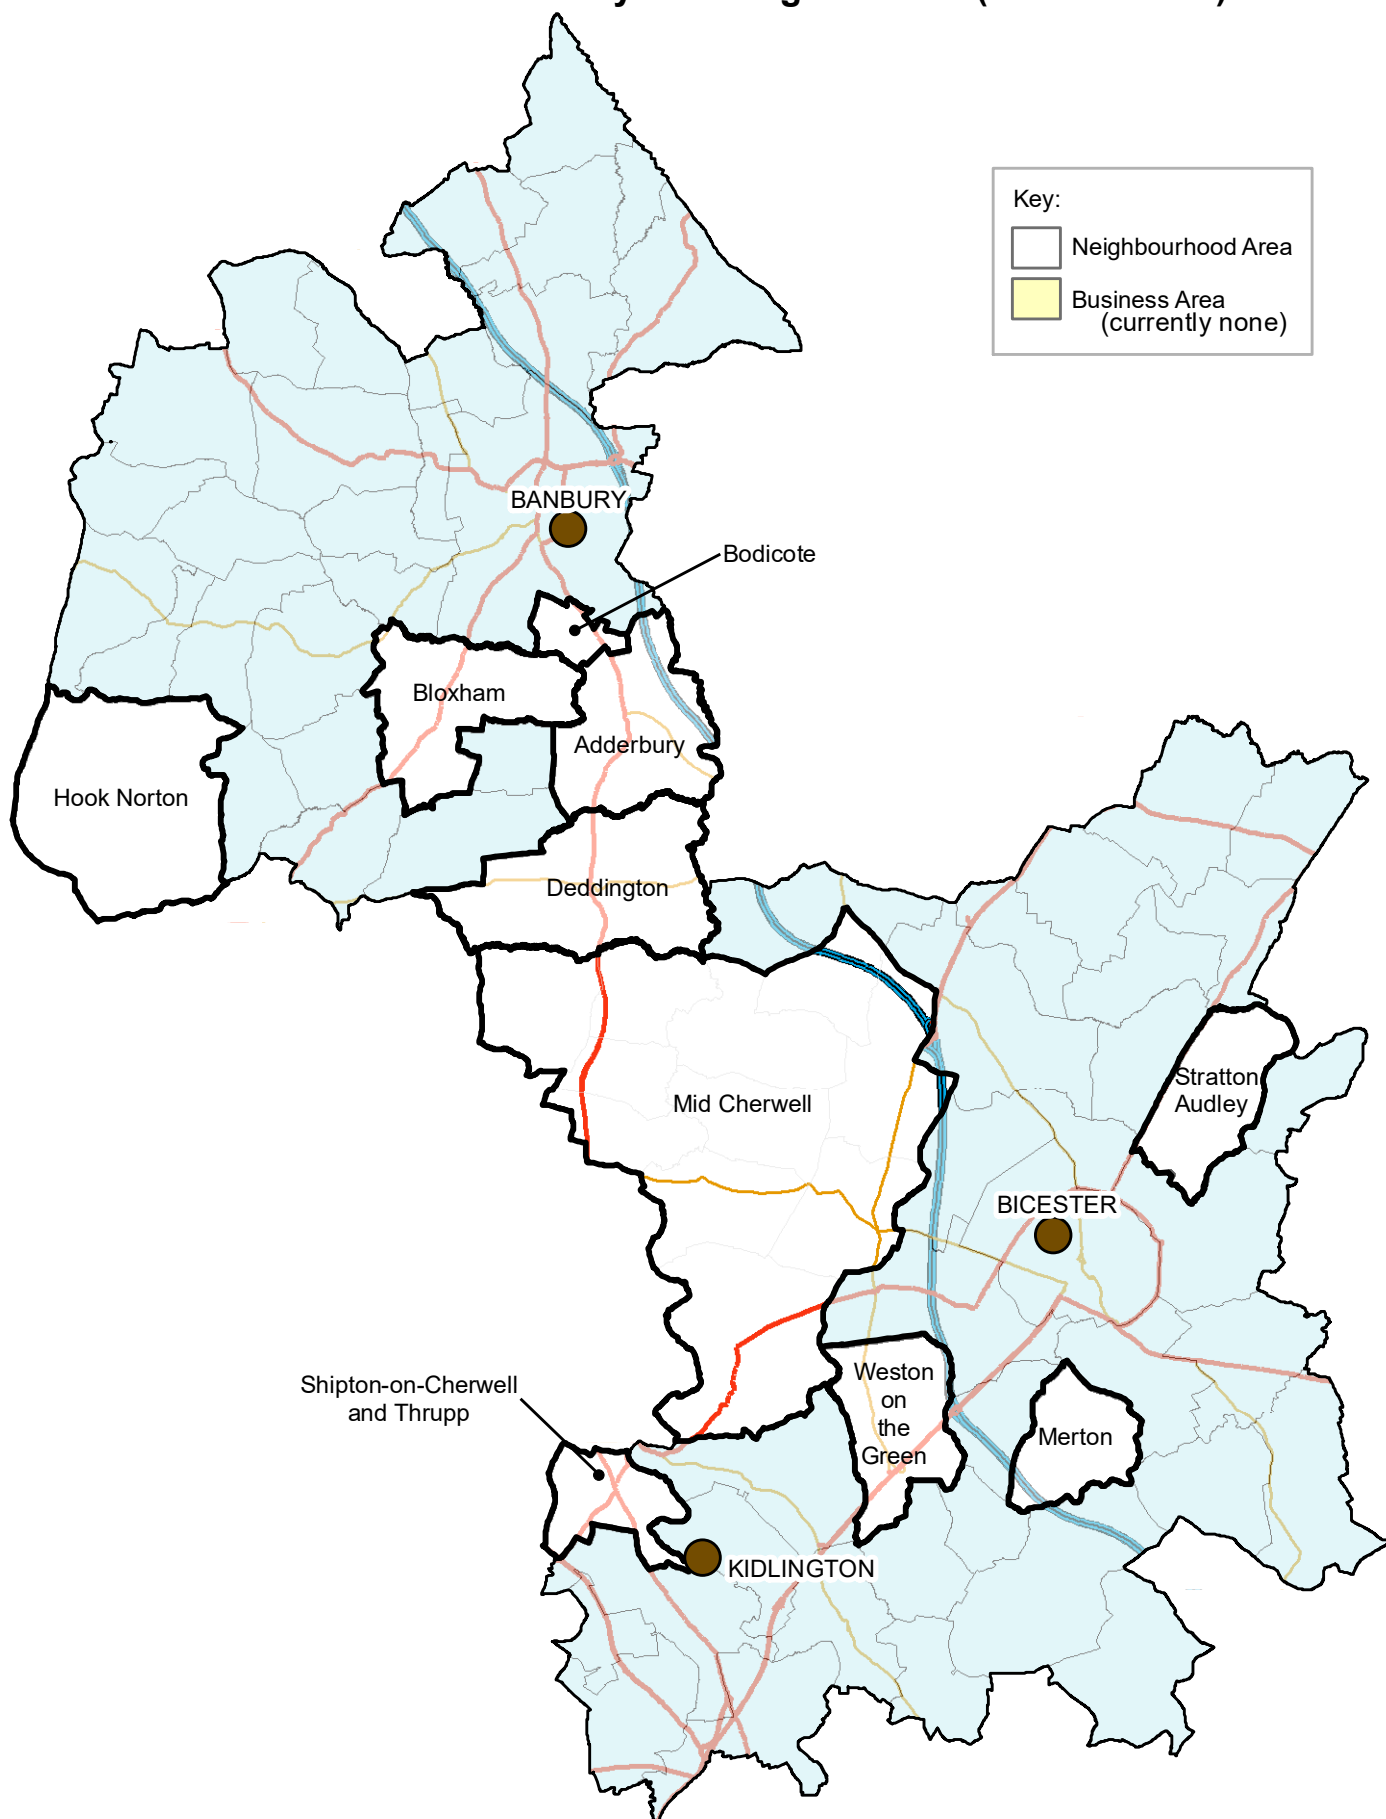 Key:
Neighbourhood Area
Business Area
(currently none)
BANBURY
Bodicote
Bloxham
Adderbury
Hook Norton
Deddington
Stratton
Audley
Mid Cherwell
BICESTER
Weston
on
the
Green
Shipton-on-Cherwell
and Thrupp
Merton
KIDLINGTON